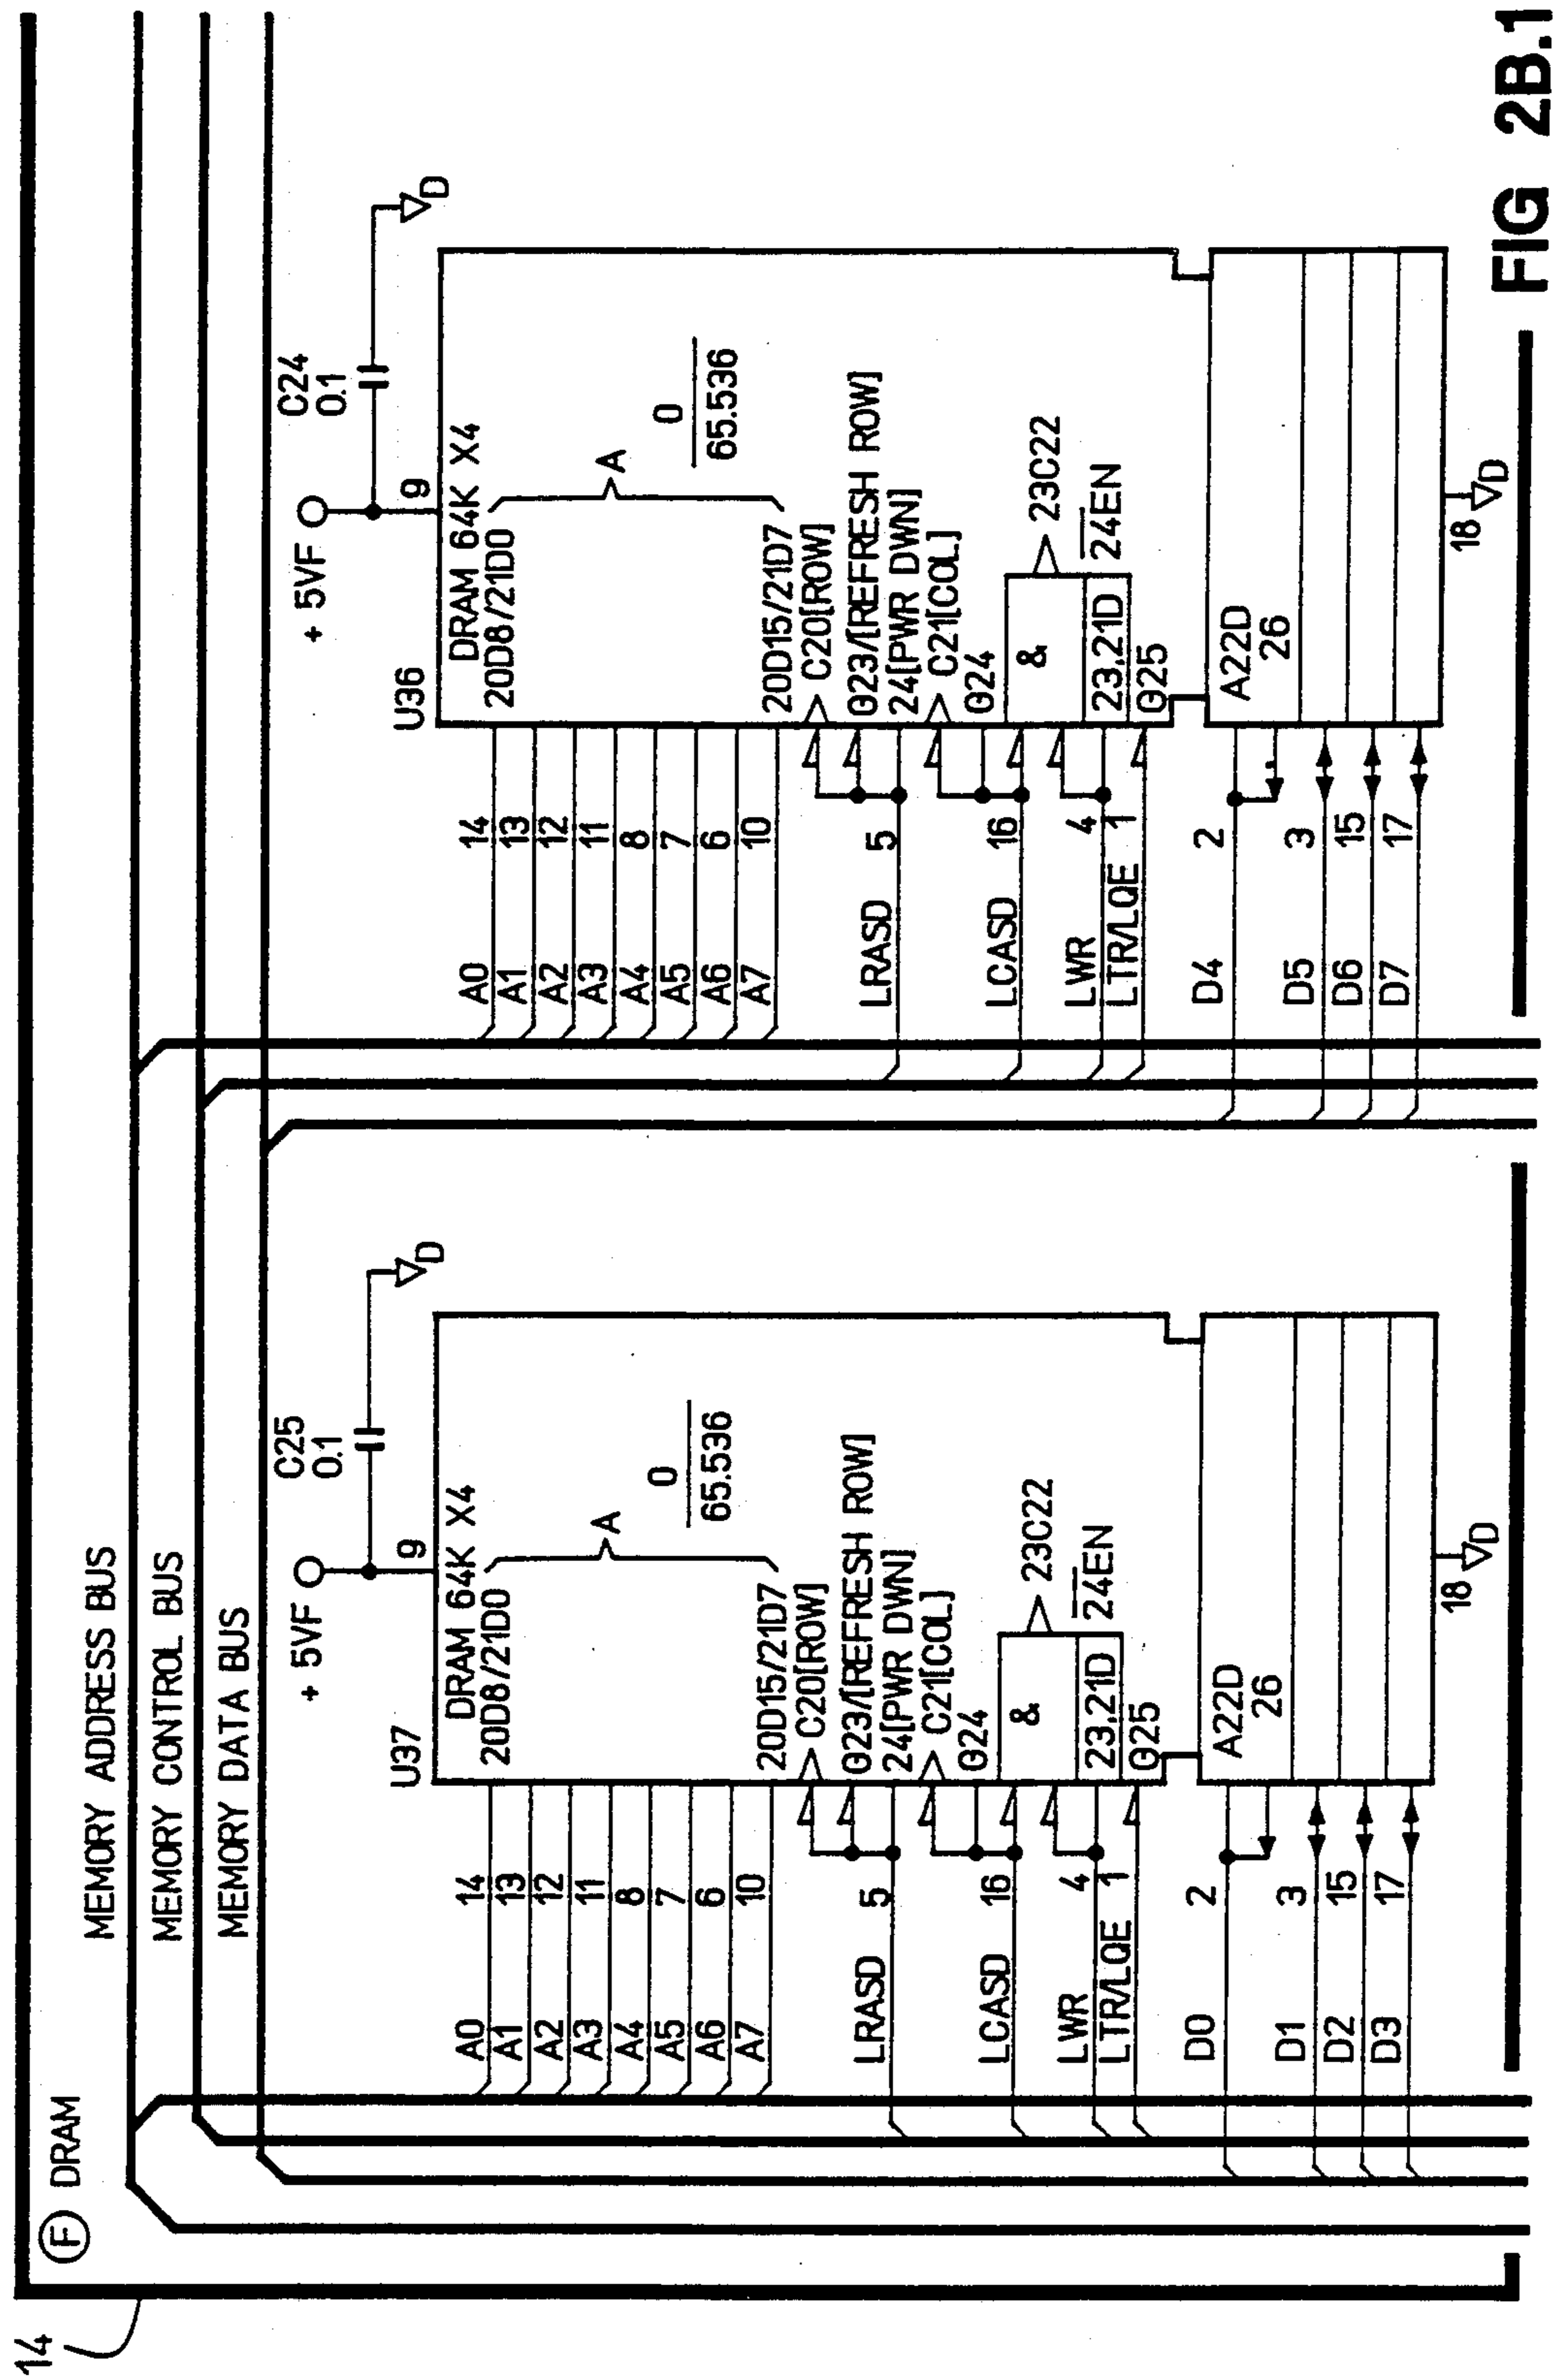 14
F DRAM
MEMORY ADDRESS BUS
MEMORY CONTROL BUS
MEMORY DATA BUS
+ 5VF
C25
0.1
D
9
U37
DRAM 64K X4
20D8/21D0
A
0
65.536
20D15/21D7
C20[ROW]
G23/[REFRESH ROW]
24[PWR DWN]
C21[COL]
G24
&
23C22
23,21D
24EN
G25
A22D
26
18
D
A0 14
A1 13
A2 12
A3 11
A4 8
A5 7
A6 6
A7 10
LRASD 5
LCASD 16
LWR 4
LTR/LQE 1
D0 2
D1 3
D2 15
D3 17
+ 5VF
C24
0.1
D
9
U36
DRAM 64K X4
20D8/21D0
A
0
65.536
20D15/21D7
C20[ROW]
G23/[REFRESH ROW]
24[PWR DWN]
C21[COL]
G24
&
23C22
23,21D
24EN
G25
A22D
26
18
D
A0 14
A1 13
A2 12
A3 11
A4 8
A5 7
A6 6
A7 10
LRASD 5
LCASD 16
LWR 4
LTR/LQE 1
D4 2
D5 3
D6 15
D7 17
FIG 2B.1